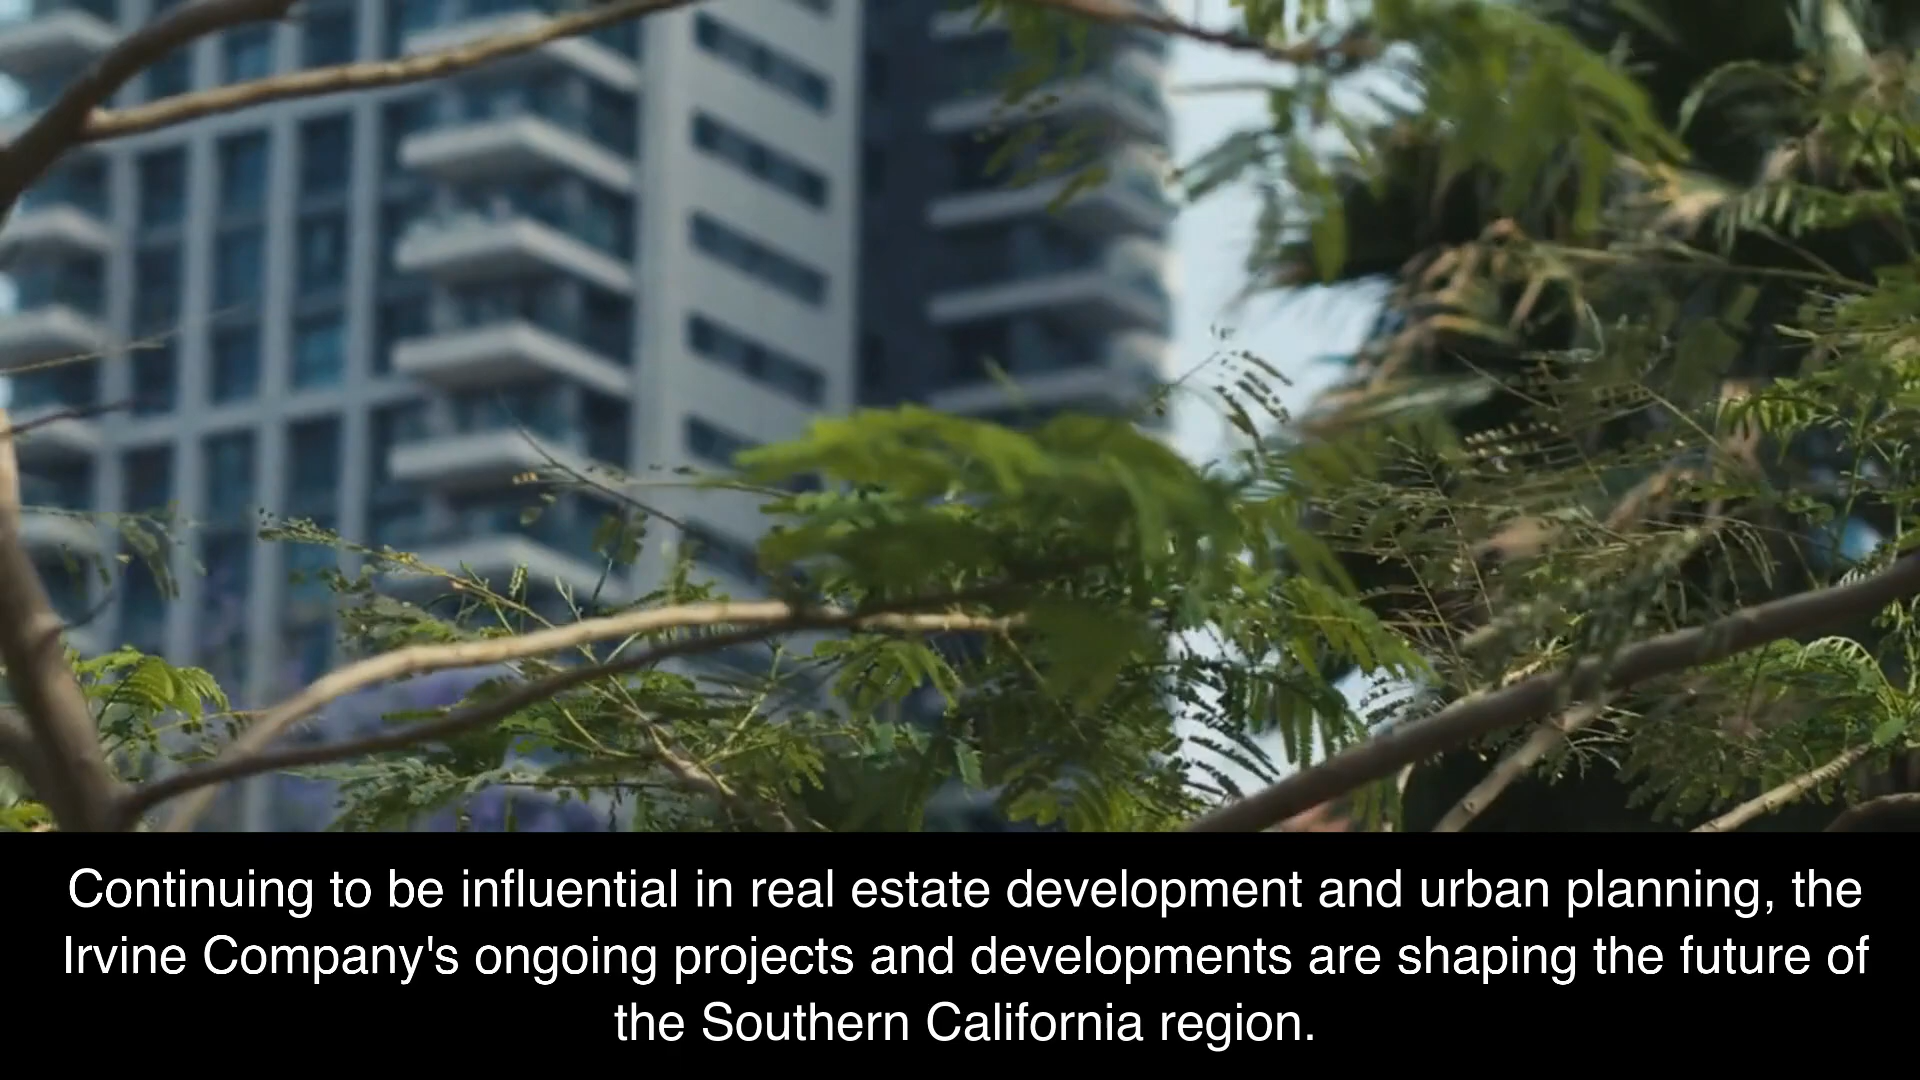 Continuing to be influential in real estate development and urban planning, the
Irvine Company's ongoing projects and developments are shaping the future of
the Southern California region.